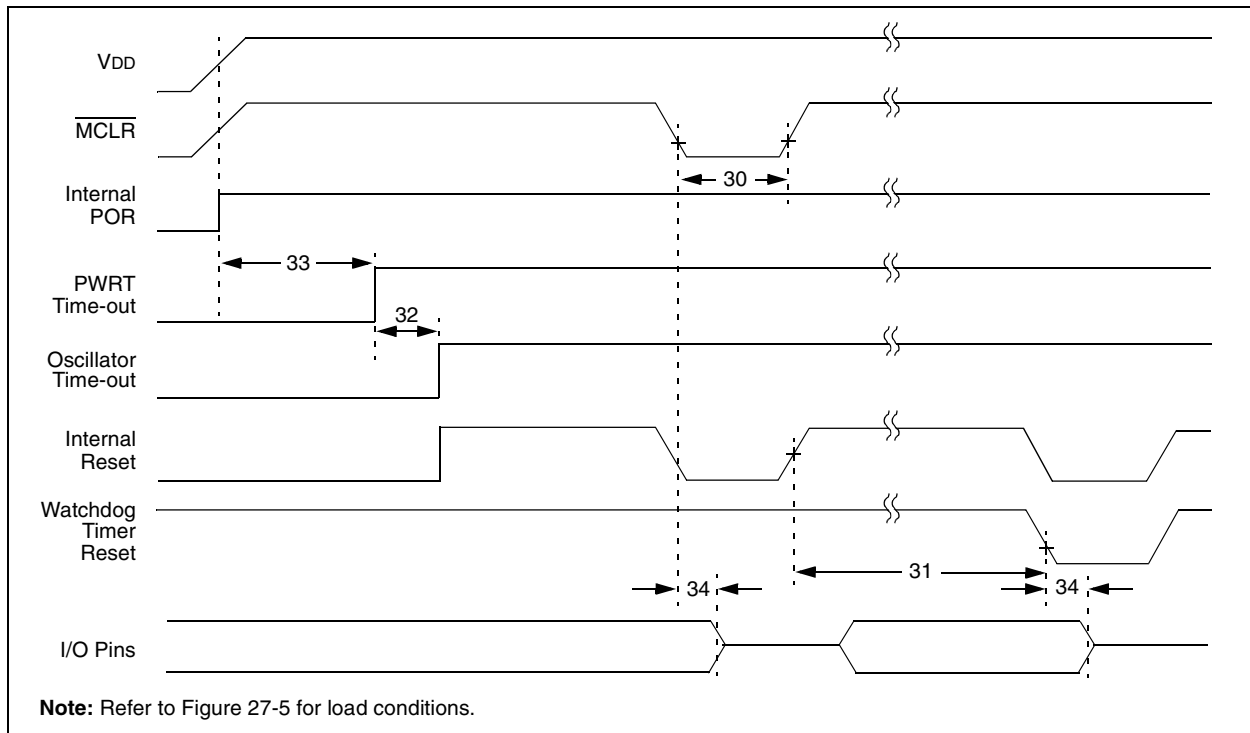 VDD
MCLR
30
Internal
POR
33
PWRT
Time-out
32
Oscillator
Time-out
Internal
Reset
Watchdog
Timer
Reset
31
34
34
I/O Pins
Note: Refer to Figure 27-5 for load conditions.